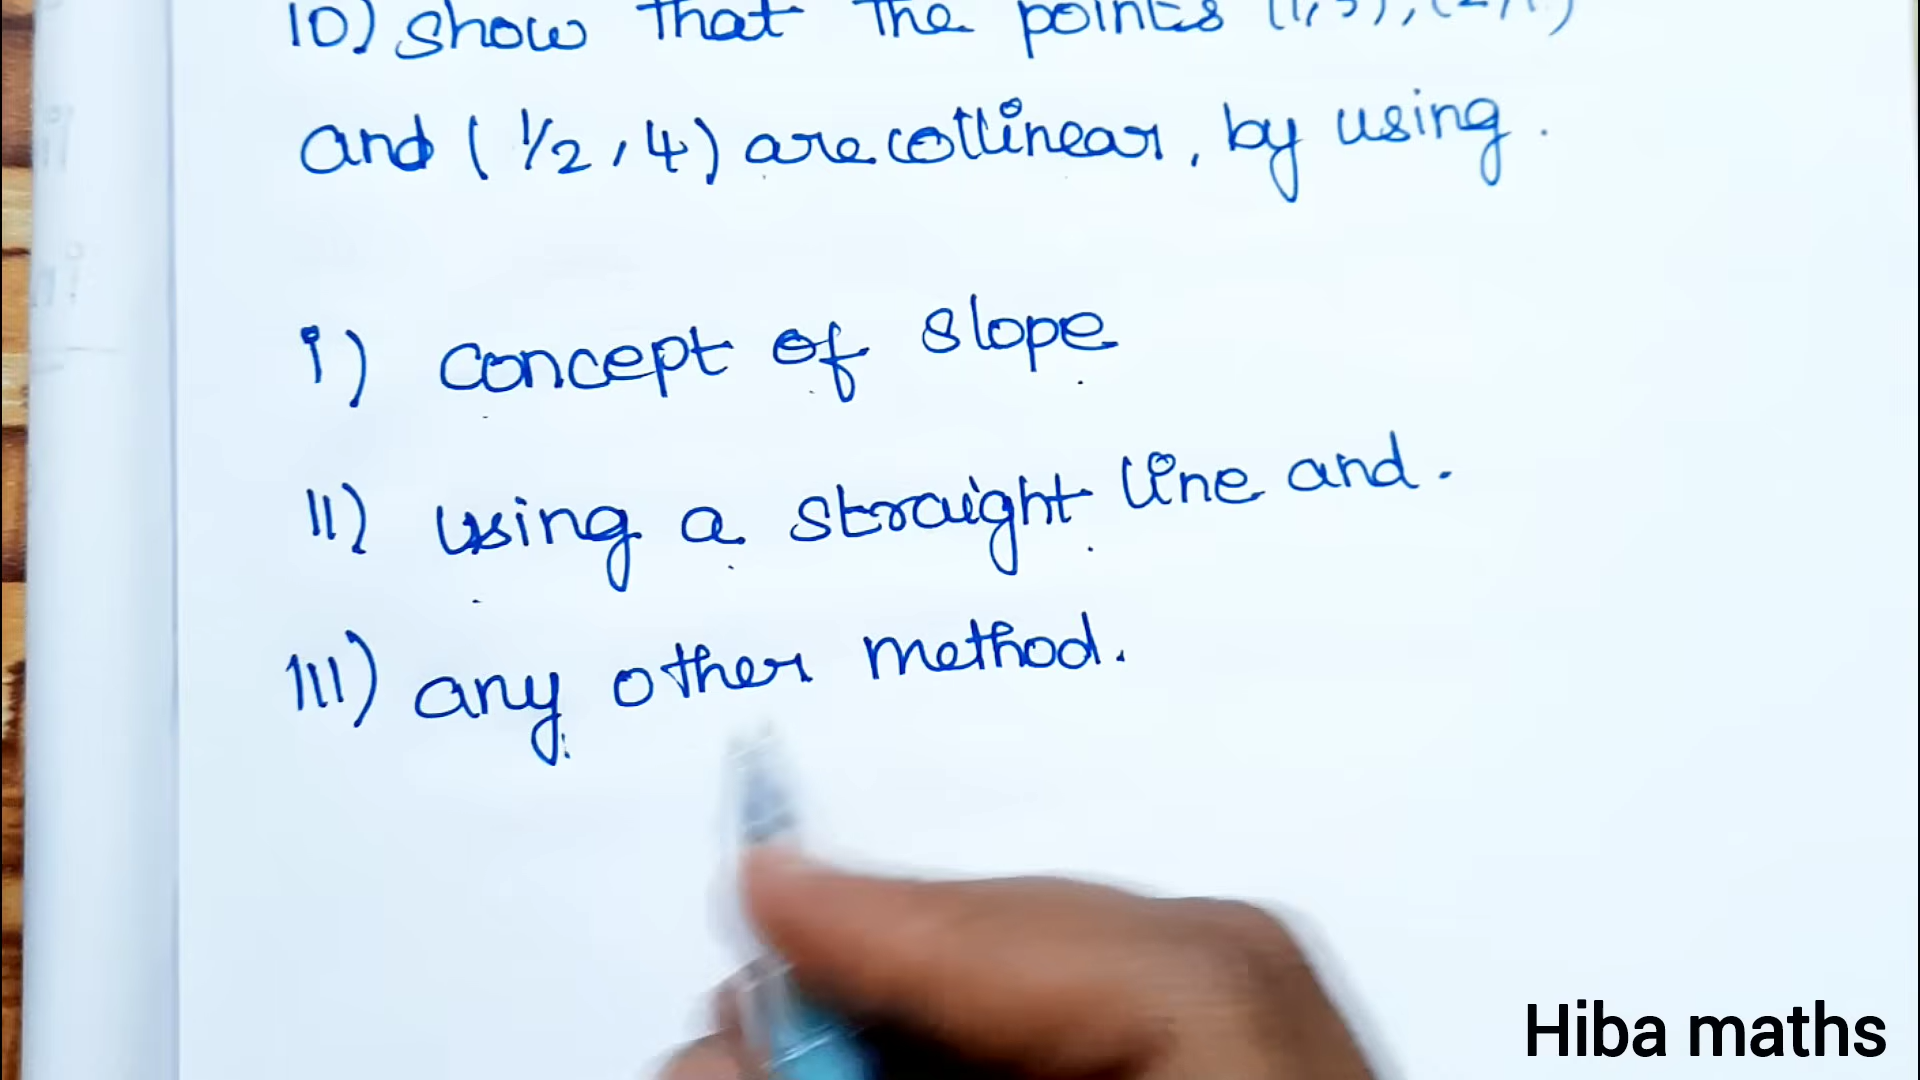 10) show that the points
and (1/2, 4) are collinear, by using.
i) concept of slope
ii) using a straight line and.
iii) any other method.
Hiba maths